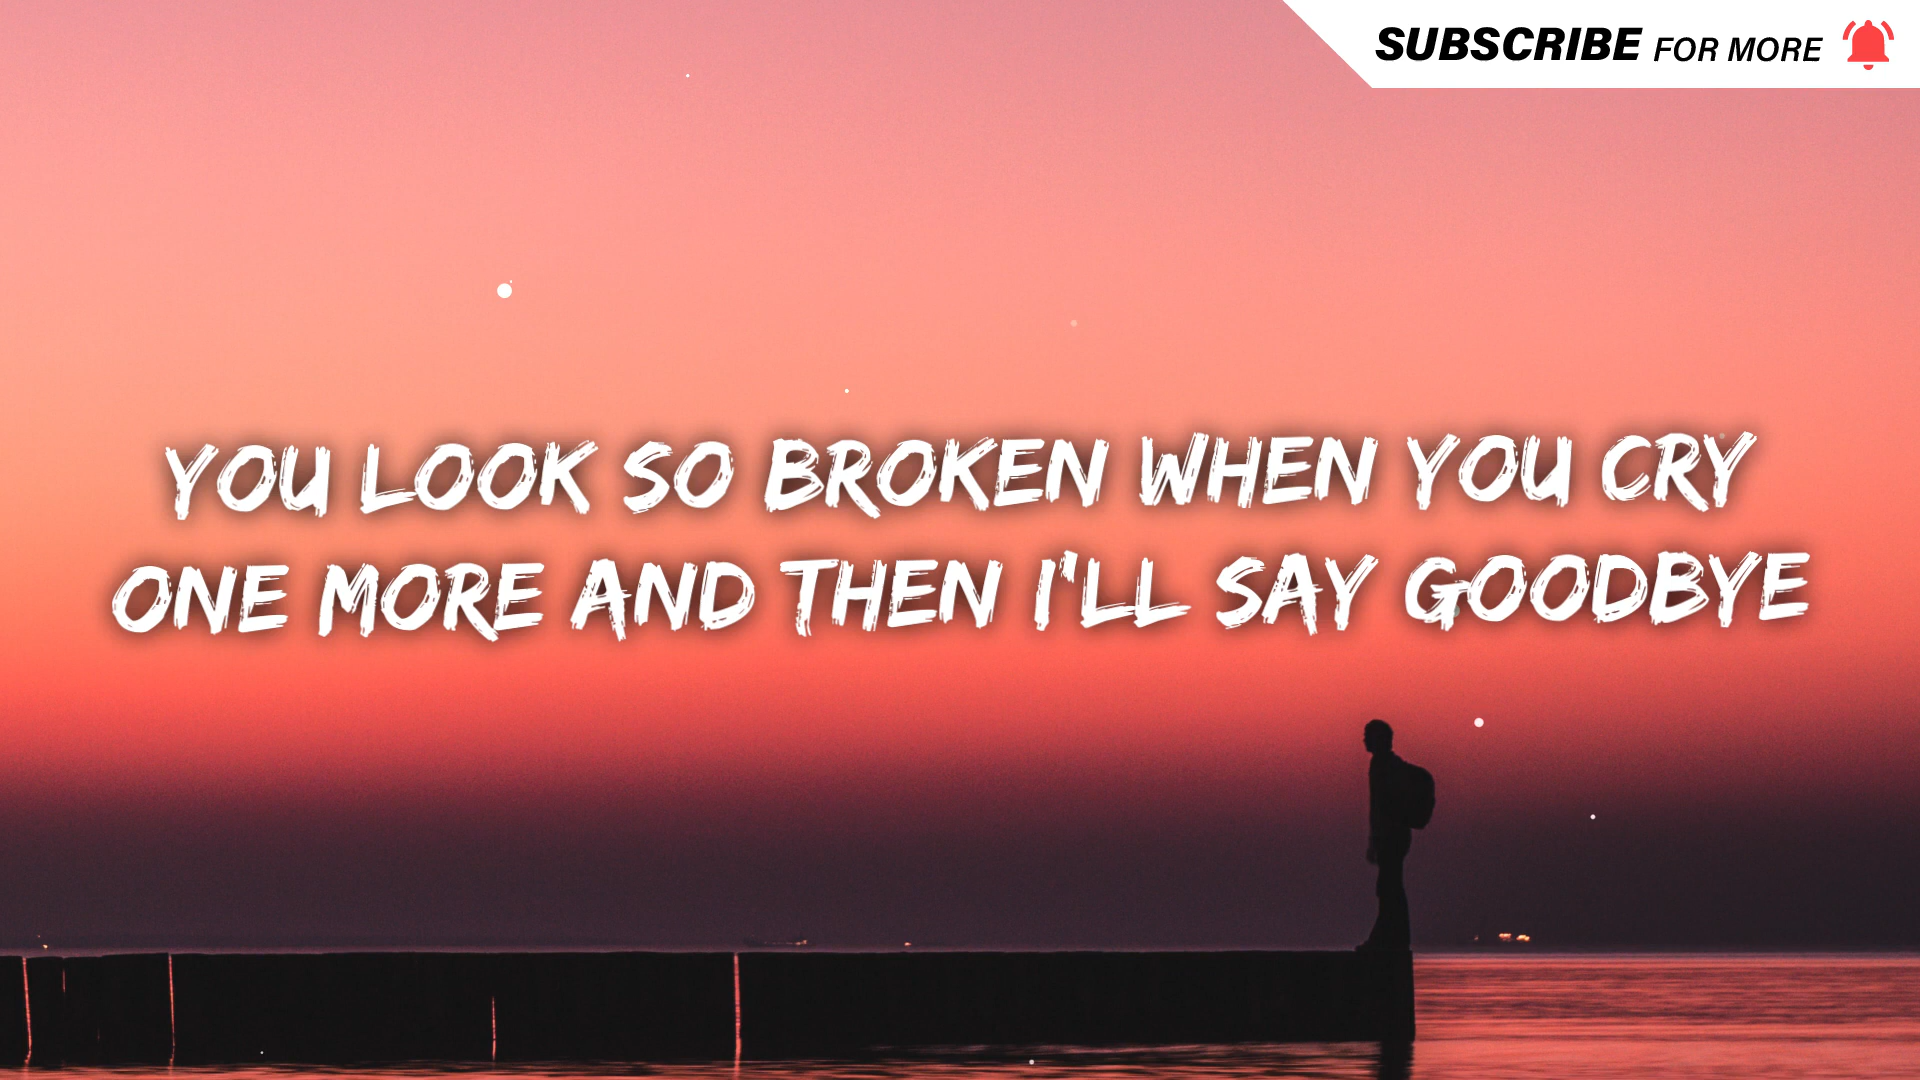 SUBSCRIBE FOR MORE
YOU LOOK SO BROKEN WHEN YOU CRY
ONE MORE AND THEN I'LL SAY GOODBYE